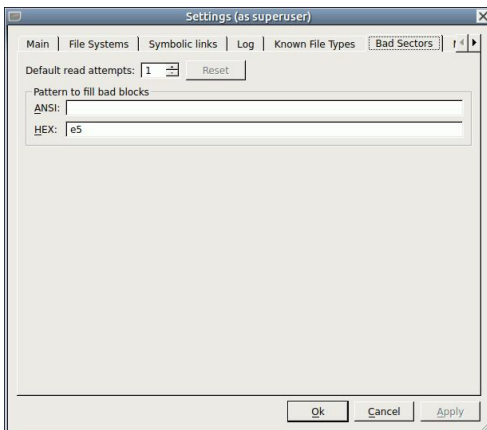 Settings (as superuser)
Main File Systems Symbolic links Log Known File Types Bad Sectors
Default read attempts: 1 Reset
Pattern to fill bad blocks
ANSI:
HEX: e5
Ok Cancel Apply